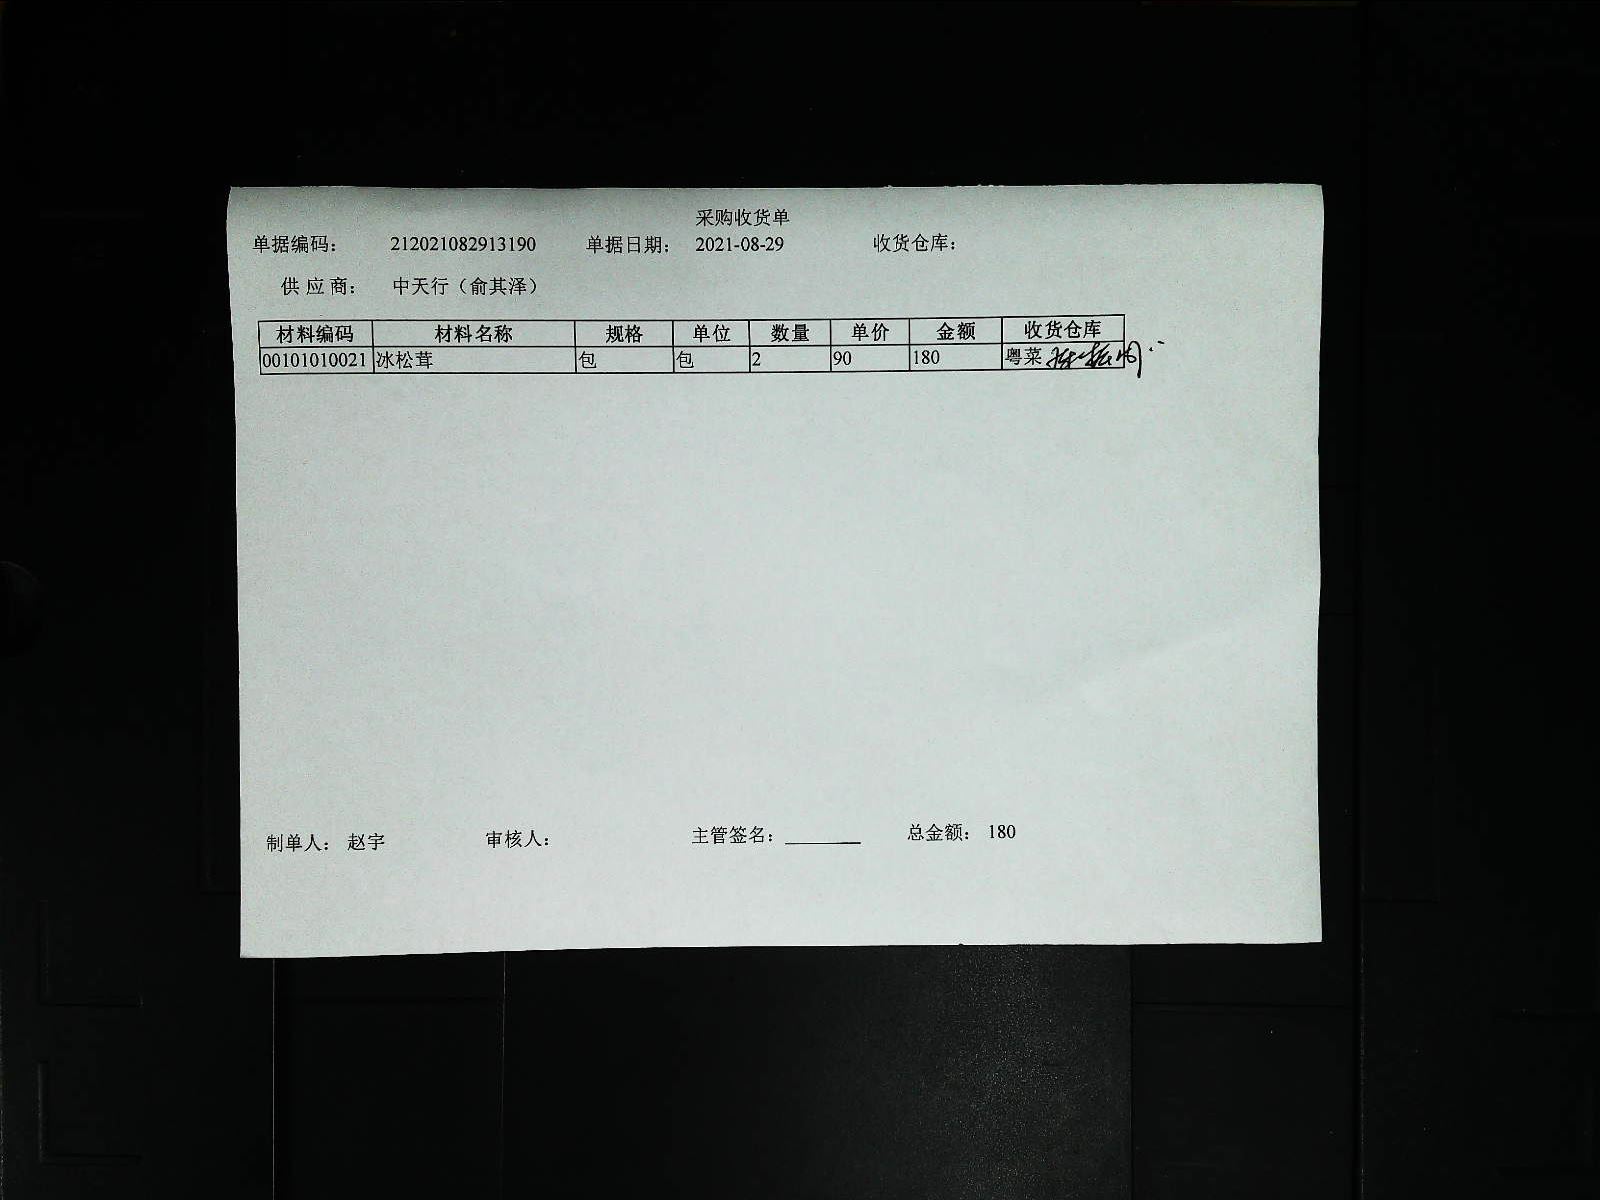 采购收货单
单据编码： 212021082913190 单据日期： 2021-08-29 收货仓库：
供 应 商： 中天行（俞其泽）
材料编码 材料名称 规格 单位 数量 单价 金额 收货仓库
00101010021 冰松茸 包 包 2 90 180 粤菜
制单人： 赵宇 审核人： 主管签名： 总金额： 180